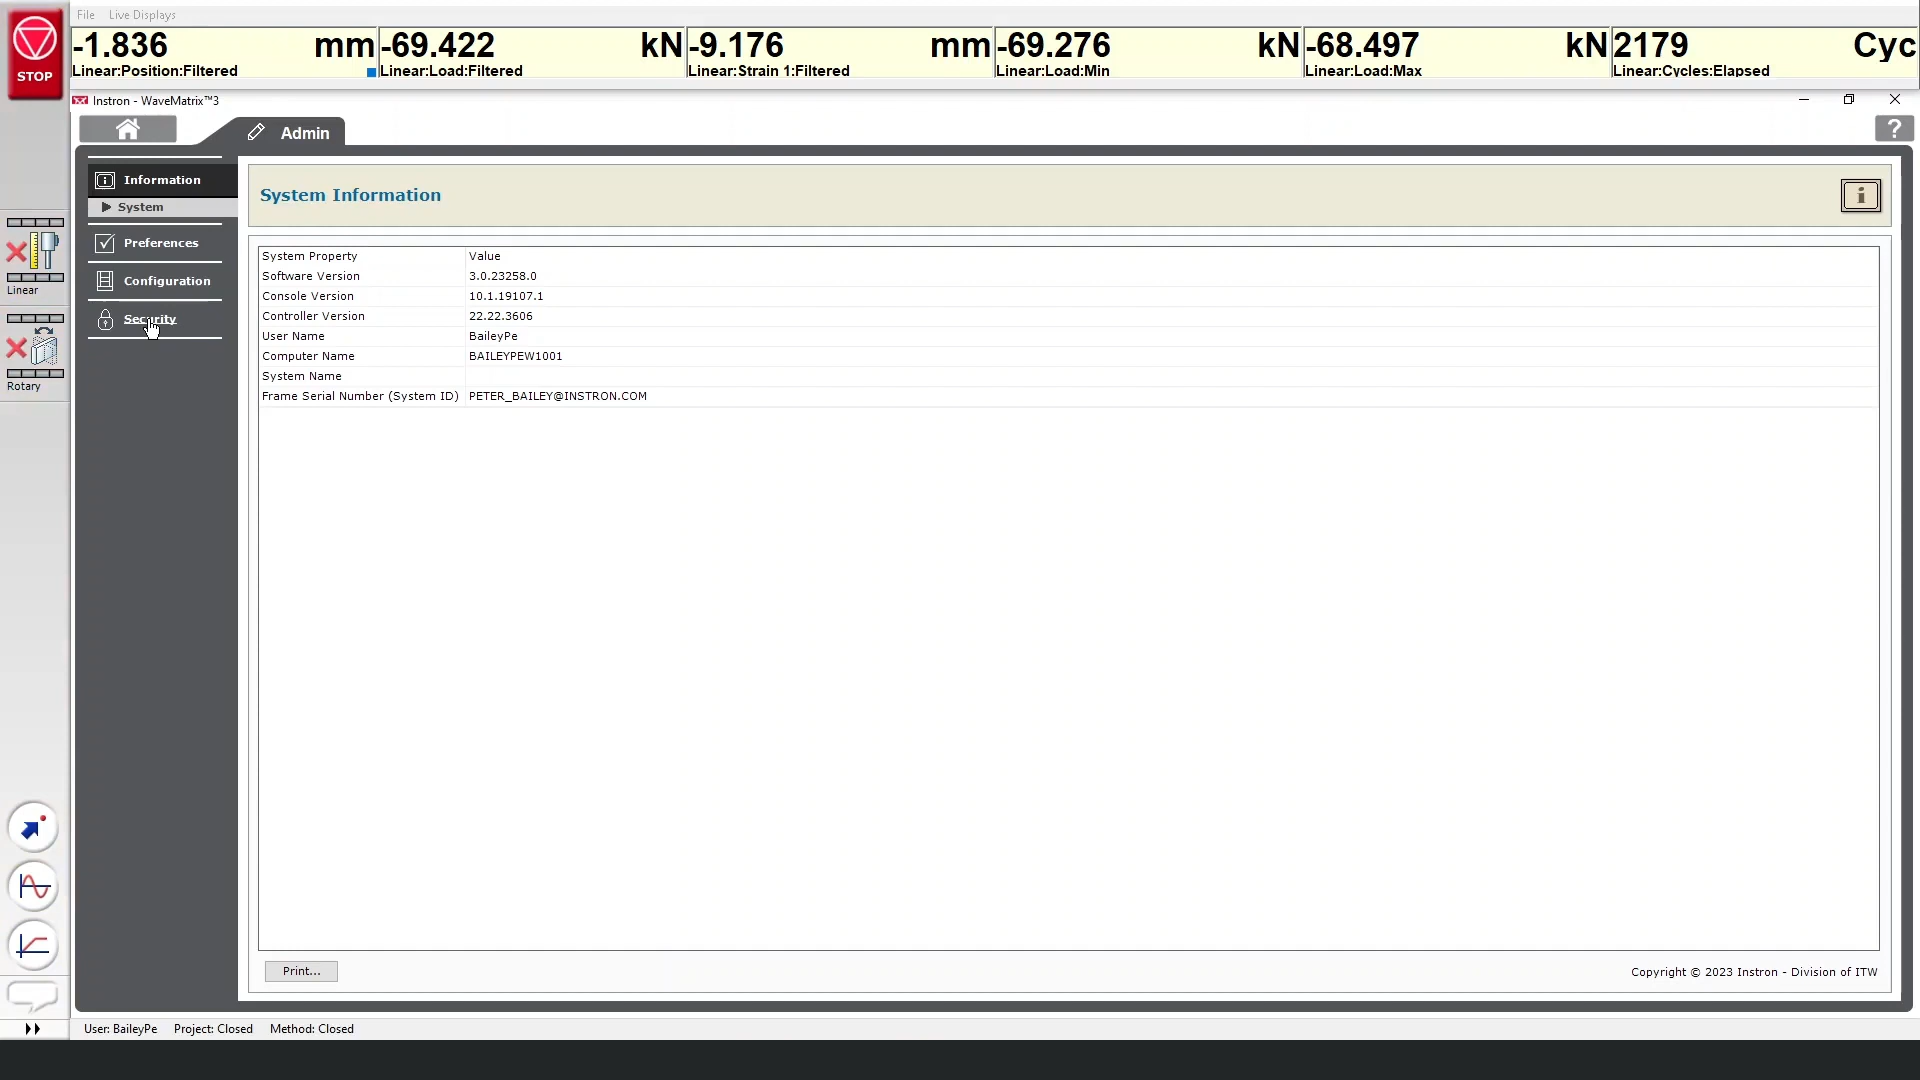 File Live Displays
-1.836 mm -69.422 kN -9.176 mm -69.276 kN -68.497 kN 2179 Cyc
Linear:Position:Filtered Linear:Load:Filtered Linear:Strain 1:Filtered Linear:Load:Min Linear:Load:Max Linear:Cycles:Elapsed
STOP
Instron - WaveMatrix™3
Admin ?
Information
System
Preferences
Configuration
Security
Linear
Rotary
System Information
System Property Value
Software Version 3.0.23258.0
Console Version 10.1.19107.1
Controller Version 22.22.3606
User Name BaileyPe
Computer Name BAILEYPEW1001
System Name
Frame Serial Number (System ID) PETER_BAILEY@INSTRON.COM
Print... Copyright © 2023 Instron - Division of ITW
User: BaileyPe Project: Closed Method: Closed